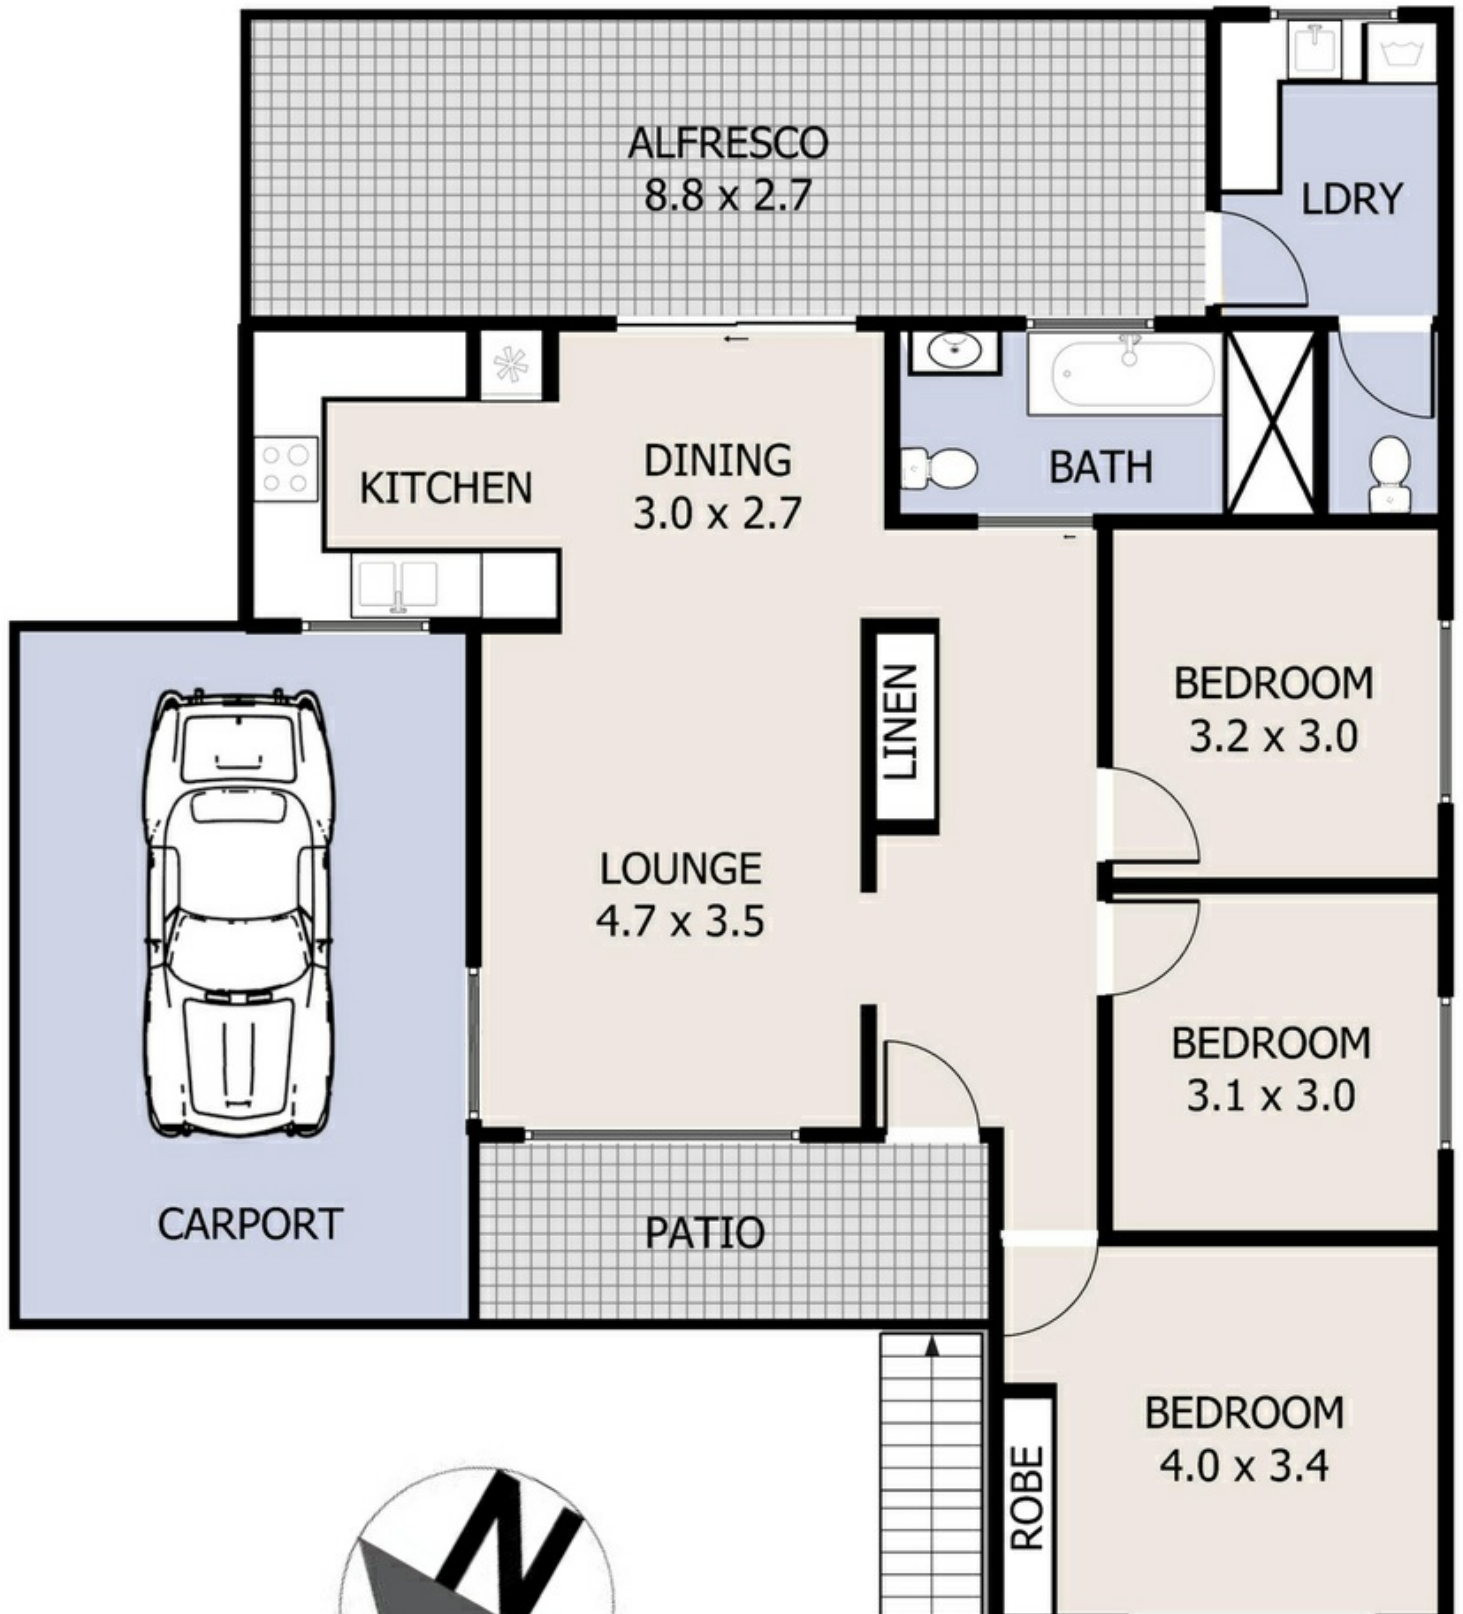 ALFRESCO
8.8 x 2.7
LDRY
KITCHEN
DINING
3.0 x 2.7
BATH
BEDROOM
3.2 x 3.0
LINEN
LOUNGE
4.7 x 3.5
BEDROOM
3.1 x 3.0
CARPORT
PATIO
BEDROOM
4.0 x 3.4
ROBE
N